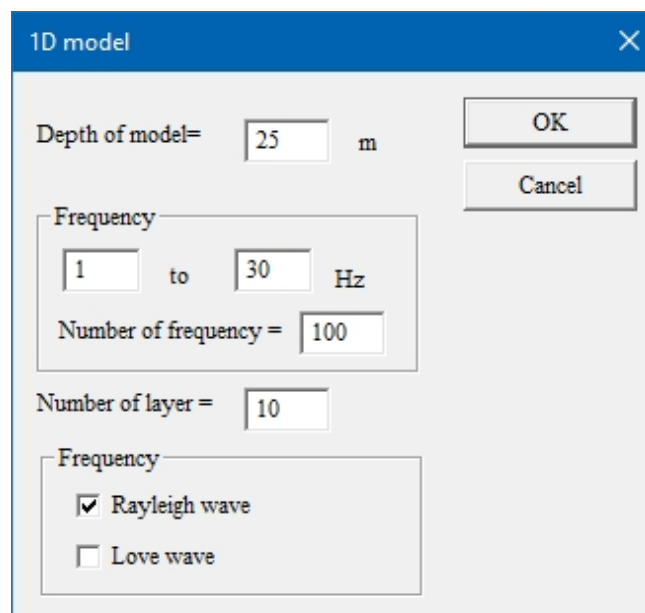 1D model
Depth of model= 25 m
OK
Cancel
Frequency
1 to 30 Hz
Number of frequency = 100
Number of layer = 10
Frequency
Rayleigh wave
Love wave